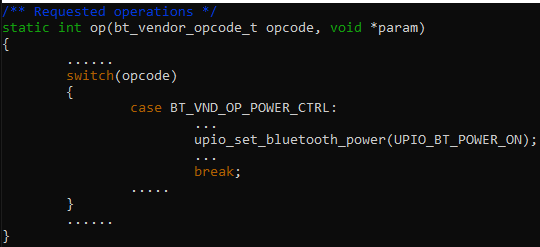 /** Requested operations */
static int op(bt_vendor_opcode_t opcode, void *param)
{
        ......
        switch(opcode)
        {
                case BT_VND_OP_POWER_CTRL:
                        ...
                        upio_set_bluetooth_power(UPIO_BT_POWER_ON);
                        ...
                        break;
                .....
        }
        ......
}